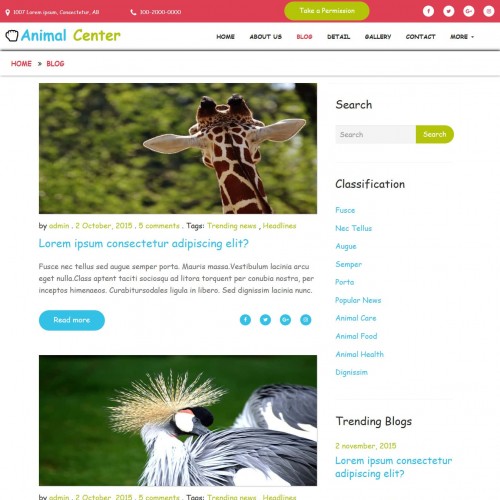 1007 Lorem ipsum, Consectetur, AB
100-2000-0000
Take a Permission
Animal Center
HOME ABOUT US BLOG DETAIL GALLERY CONTACT MORE
HOME » BLOG
by admin . 2 October, 2015 . 5 comments . Tags: Trending news , Headlines
Lorem ipsum consectetur adipiscing elit?
Fusce nec tellus sed augue semper porta. Mauris massa.Vestibulum lacinia arcu
eget nulla.Class aptent taciti sociosqu ad litora torquent per conubia nostra, per
inceptos himenaeos. Curabitursodales ligula in libero. Sed dignissim lacinia nunc.
Read more
by admin . 2 October, 2015 . 5 comments . Tags: Trending news , Headlines
Search
Search Search
Classification
Fusce
Nec Tellus
Augue
Semper
Porta
Popular News
Animal Care
Animal Food
Animal Health
Dignissim
Trending Blogs
2 november, 2015
Lorem ipsum consectetur
adipiscing elit?